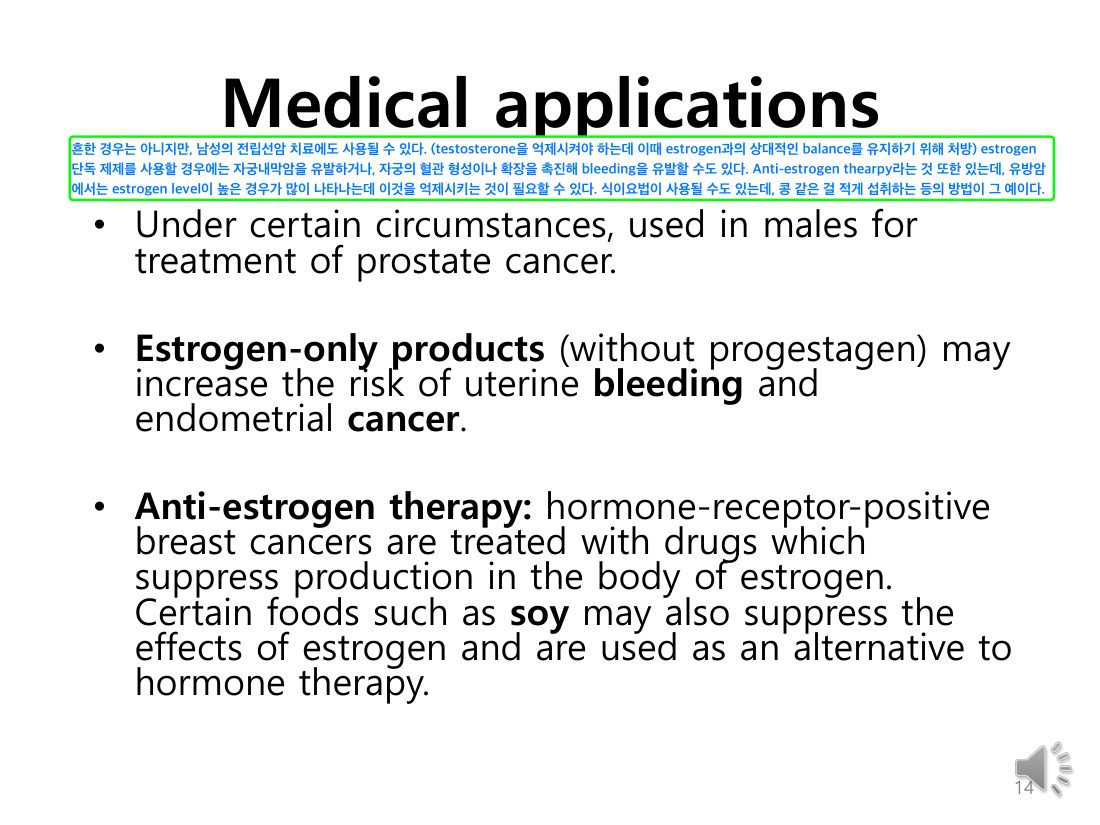 Medical applications
흔한 경우는 아니지만, 남성의 전립선암 치료에도 사용될 수 있다. (testosterone을 억제시켜야 하는데 이때 estrogen과의 상대적인 balance를 유지하기 위해 처방) estrogen
단독 제제를 사용할 경우에는 자궁내막암을 유발하거나, 자궁의 혈관 형성이나 확장을 촉진해 bleeding을 유발할 수도 있다. Anti-estrogen thearpy라는 것 또한 있는데, 유방암
에서는 estrogen level이 높은 경우가 많이 나타나는데 이것을 억제시키는 것이 필요할 수 있다. 식이요법이 사용될 수도 있는데, 콩 같은 걸 적게 섭취하는 등의 방법이 그 예이다.
• Under certain circumstances, used in males for
treatment of prostate cancer.
• Estrogen-only products (without progestagen) may
increase the risk of uterine bleeding and
endometrial cancer.
• Anti-estrogen therapy: hormone-receptor-positive
breast cancers are treated with drugs which
suppress production in the body of estrogen.
Certain foods such as soy may also suppress the
effects of estrogen and are used as an alternative to
hormone therapy.
14